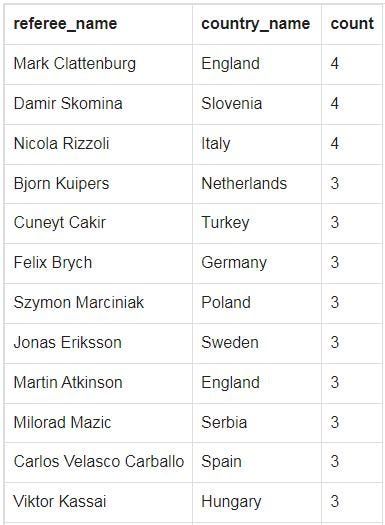 referee_name country_name count
Mark Clattenburg England 4
Damir Skomina Slovenia 4
Nicola Rizzoli Italy 4
Bjorn Kuipers Netherlands 3
Cuneyt Cakir Turkey 3
Felix Brych Germany 3
Szymon Marciniak Poland 3
Jonas Eriksson Sweden 3
Martin Atkinson England 3
Milorad Mazic Serbia 3
Carlos Velasco Carballo Spain 3
Viktor Kassai Hungary 3